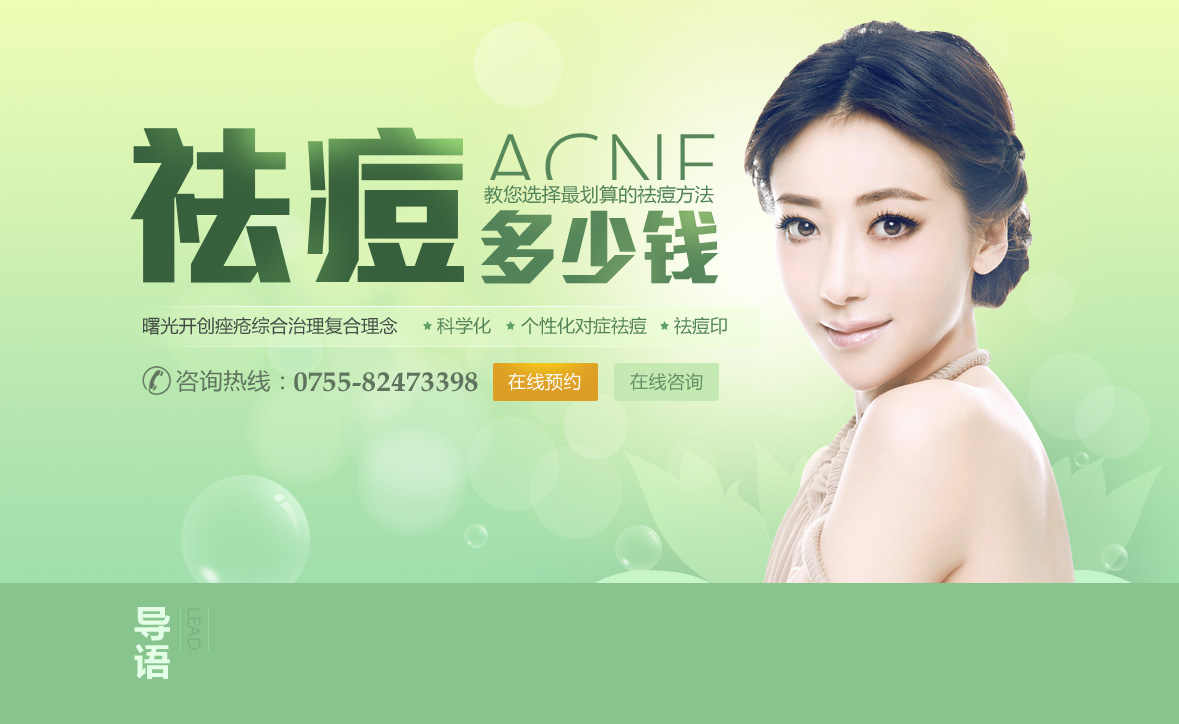 祛痘
ACNE
教您选择最划算的祛痘方法
多少钱
曙光开创痤疮综合治理复合理念 ★科学化 ★个性化对症祛痘 ★祛痘印
咨询热线：0755-82473398 在线预约 在线咨询
导语
LEAD